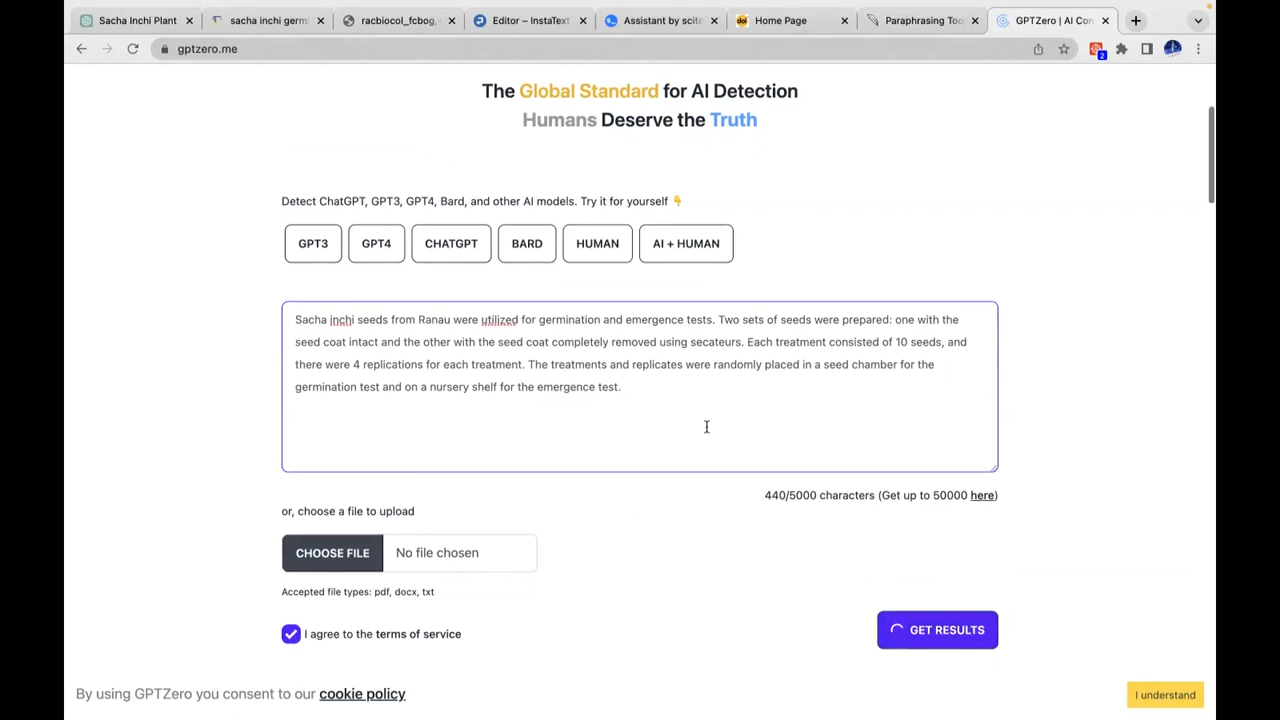 Sacha Inchi Plant
sacha inchi germ
racbiocol_fcbog,
Editor – InstaText
Assistant by scite
doi
Home Page
Paraphrasing Too
GPTZero | AI Con
gptzero.me
2
The Global Standard for AI Detection
Humans Deserve the Truth
Detect ChatGPT, GPT3, GPT4, Bard, and other AI models. Try it for yourself 👇
GPT3
GPT4
CHATGPT
BARD
HUMAN
AI + HUMAN
Sacha inchi seeds from Ranau were utilized for germination and emergence tests. Two sets of seeds were prepared: one with the
seed coat intact and the other with the seed coat completely removed using secateurs. Each treatment consisted of 10 seeds, and
there were 4 replications for each treatment. The treatments and replicates were randomly placed in a seed chamber for the
germination test and on a nursery shelf for the emergence test.
440/5000 characters (Get up to 50000 here)
or, choose a file to upload
CHOOSE FILE
No file chosen
Accepted file types: pdf, docx, txt
I agree to the terms of service
GET RESULTS
By using GPTZero you consent to our cookie policy
I understand